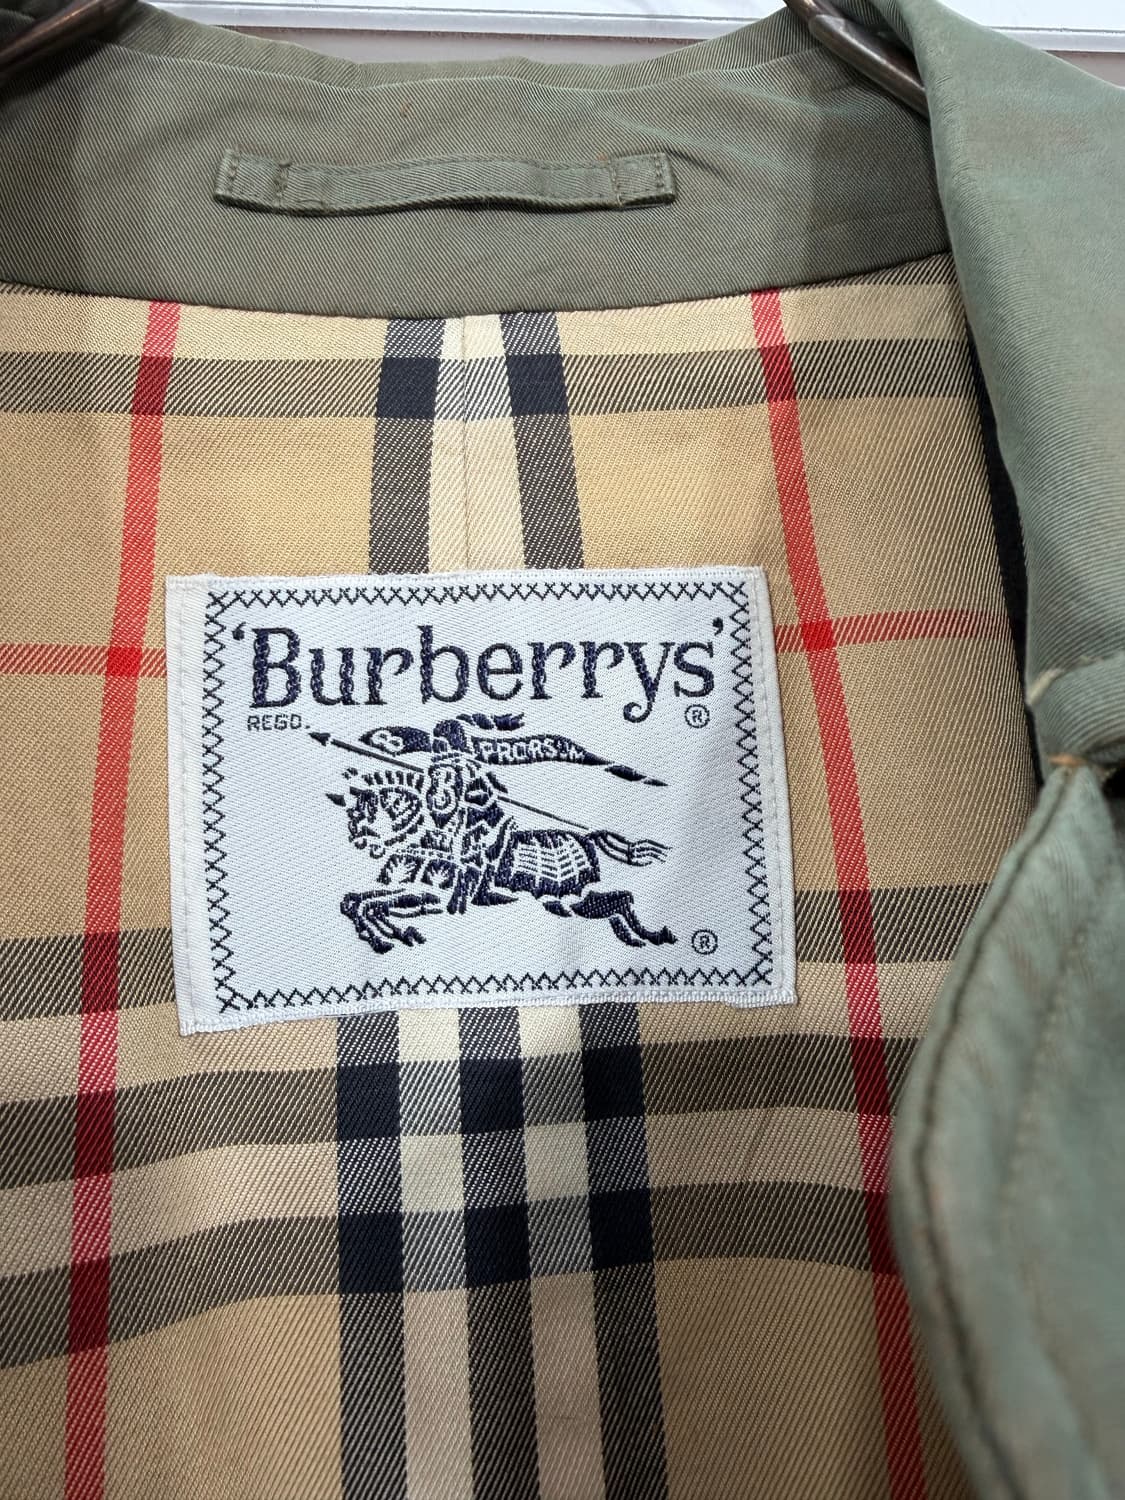 'Burberrys'
REGD. ®
B PRORSUM
B
®